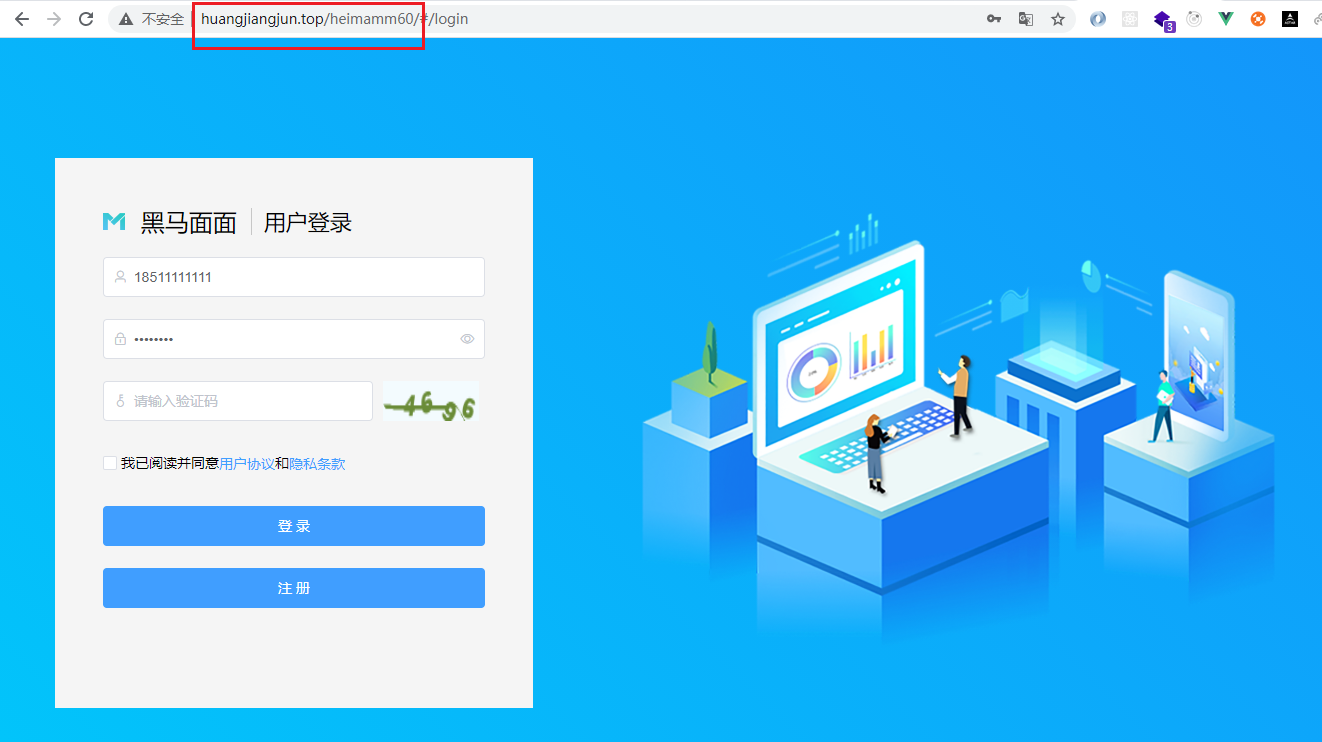 不安全 huangjiangjun.top/heimamm60/#/login
3
黑马面面 用户登录
18511111111
••••••••
请输入验证码 4696
我已阅读并同意用户协议和隐私条款
登录
注册